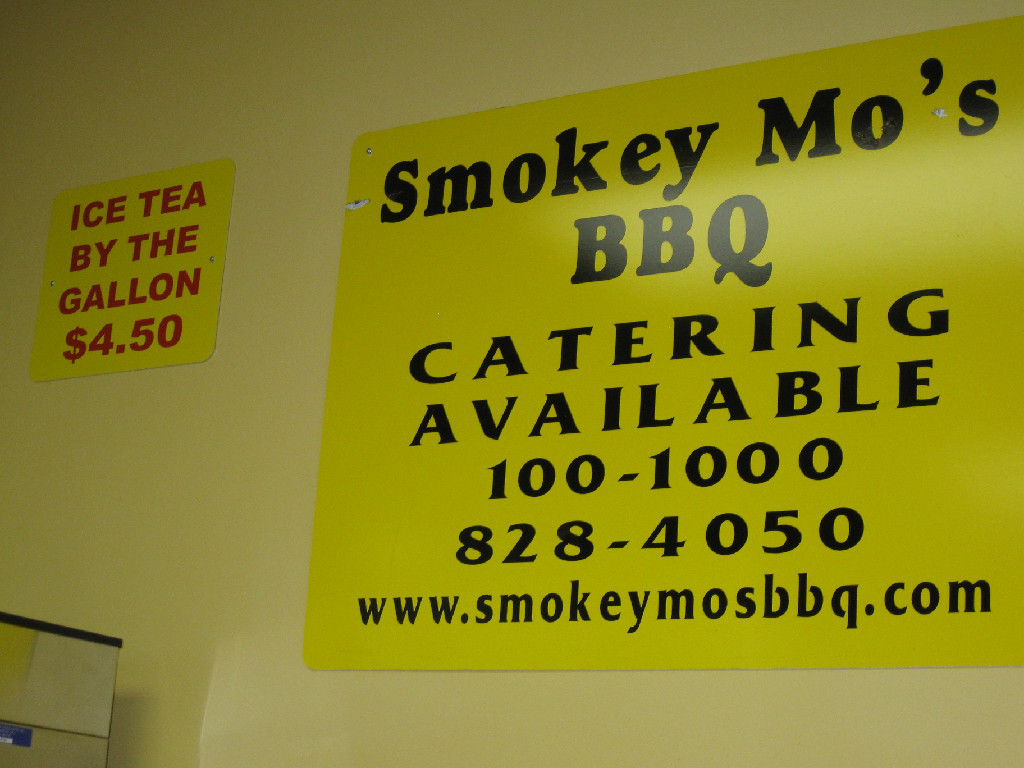 ICE TEA
BY THE
GALLON
$4.50
Smokey Mo's
BBQ
CATERING
AVAILABLE
100-1000
828-4050
www.smokeymosbbq.com